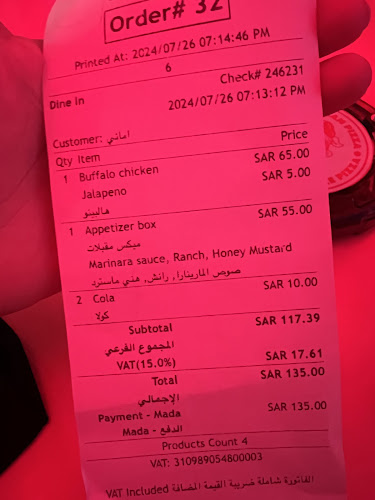 Order# 32
Printed At: 2024/07/26 07:14:46 PM
6
Dine In
Check# 246231
2024/07/26 07:13:12 PM
Customer: اماني
Qty Item Price
1 Buffalo chicken SAR 65.00
Jalapeno SAR 5.00
هالبينو
1 Appetizer box SAR 55.00
ميكس مقبلات
Marinara sauce, Ranch, Honey Mustard
صوص المارينارا, رانش, هني ماسترد
2 Cola SAR 10.00
كولا
Subtotal SAR 117.39
المجموع الفرعي
VAT(15.0%) SAR 17.61
Total SAR 135.00
الإجمالي
Payment - Mada SAR 135.00
الدفع - Mada
Products Count 4
VAT: 310989054800003
VAT Included الفاتورة شاملة ضريبة القيمة المضافة